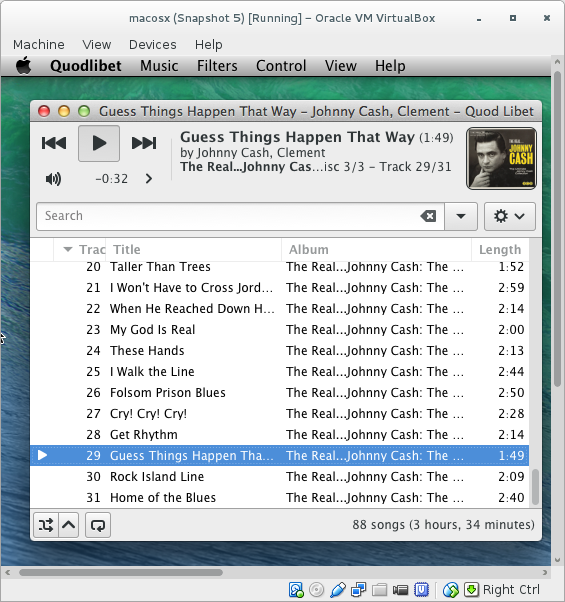 macosx (Snapshot 5) [Running] – Oracle VM VirtualBox
Machine View Devices Help
Quodlibet Music Filters Control View Help
Guess Things Happen That Way – Johnny Cash, Clement – Quod Libet
Guess Things Happen That Way (1:49)
by Johnny Cash, Clement
The Real...Johnny Cas...isc 3/3 – Track 29/31
-0:32
THE REAL...
JOHNNY CASH
Search
Trac Title Album Length
20 Taller Than Trees The Real...Johnny Cash: The ... 1:52
21 I Won't Have to Cross Jord... The Real...Johnny Cash: The ... 2:59
22 When He Reached Down H... The Real...Johnny Cash: The ... 2:14
23 My God Is Real The Real...Johnny Cash: The ... 2:00
24 These Hands The Real...Johnny Cash: The ... 2:13
25 I Walk the Line The Real...Johnny Cash: The ... 2:44
26 Folsom Prison Blues The Real...Johnny Cash: The ... 2:50
27 Cry! Cry! Cry! The Real...Johnny Cash: The ... 2:28
28 Get Rhythm The Real...Johnny Cash: The ... 2:14
29 Guess Things Happen Tha... The Real...Johnny Cash: The ... 1:49
30 Rock Island Line The Real...Johnny Cash: The ... 2:09
31 Home of the Blues The Real...Johnny Cash: The ... 2:40
88 songs (3 hours, 34 minutes)
Right Ctrl